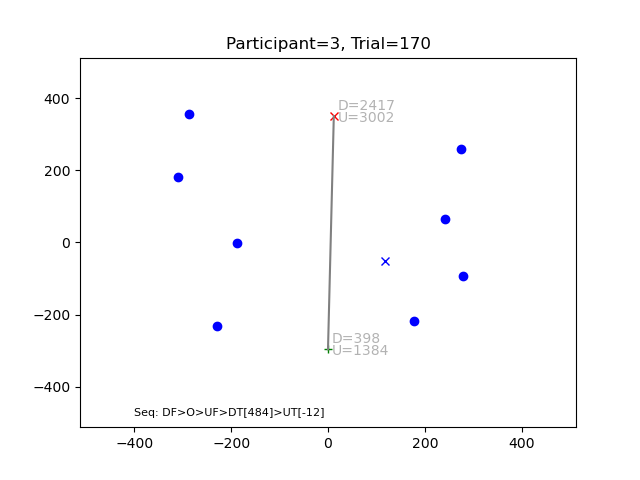 Participant=3, Trial=170
D=2417
U=3002
D=398
U=1384
Seq: DF>O>UF>DT[484]>UT[-12]
400
200
0
−200
−400
−400 −200 0 200 400